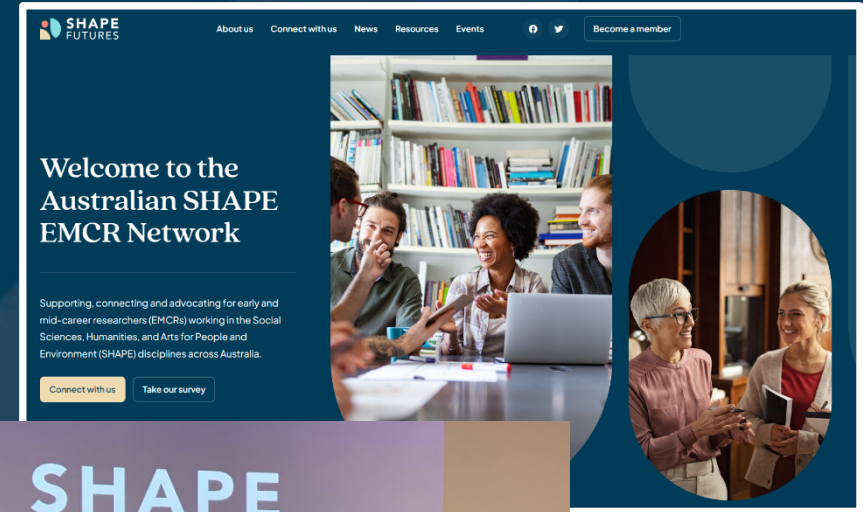 SHAPE
FUTURES
About us
Connect with us
News
Resources
Events
Become a member
Welcome to the
Australian SHAPE
EMCR Network
Supporting, connecting and advocating for early and
mid-career researchers (EMCRs) working in the Social
Sciences, Humanities, and Arts for People and
Environment (SHAPE) disciplines across Australia.
Connect with us
Take our survey
SHAPE